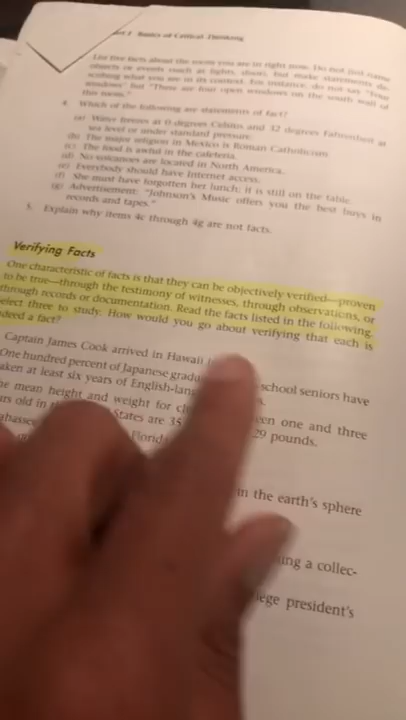 Basics of Critical Thinking
List five facts about the room you are in right now. Do not just name
objects or events (such as lights, door), but make statements de-
scribing what you see in its context. For instance, do not say "Four
windows" but "There are four open windows on the south wall of
this room."
4. Which of the following are statements of fact?
(a) Water freezes at 0 degrees Celsius and 32 degrees Fahrenheit at
sea level or under standard pressure.
(b) The major religion in Mexico is Roman Catholicism.
(c) The food is awful in the cafeteria.
(d) No volcanoes are located in North America.
(e) Everybody should have Internet access.
(f) She must have forgotten her lunch; it is still on the table.
(g) Advertisement: "Johnson's Music offers you the best buys in
records and tapes."
5. Explain why items 4c through 4g are not facts.
Verifying Facts
One characteristic of facts is that they can be objectively verified—proven
to be true—through the testimony of witnesses, through observations, or
through records or documentation. Read the facts listed in the following.
elect three to study. How would you go about verifying that each is
deed a fact?
Captain James Cook arrived in Hawaii
One hundred percent of Japanese gradu school seniors have
aken at least six years of English-lan
he mean height and weight for ch en one and three
rs old in States are 35 29 pounds.
ahassee Florid
in the earth's sphere
ing a collec-
ege president's